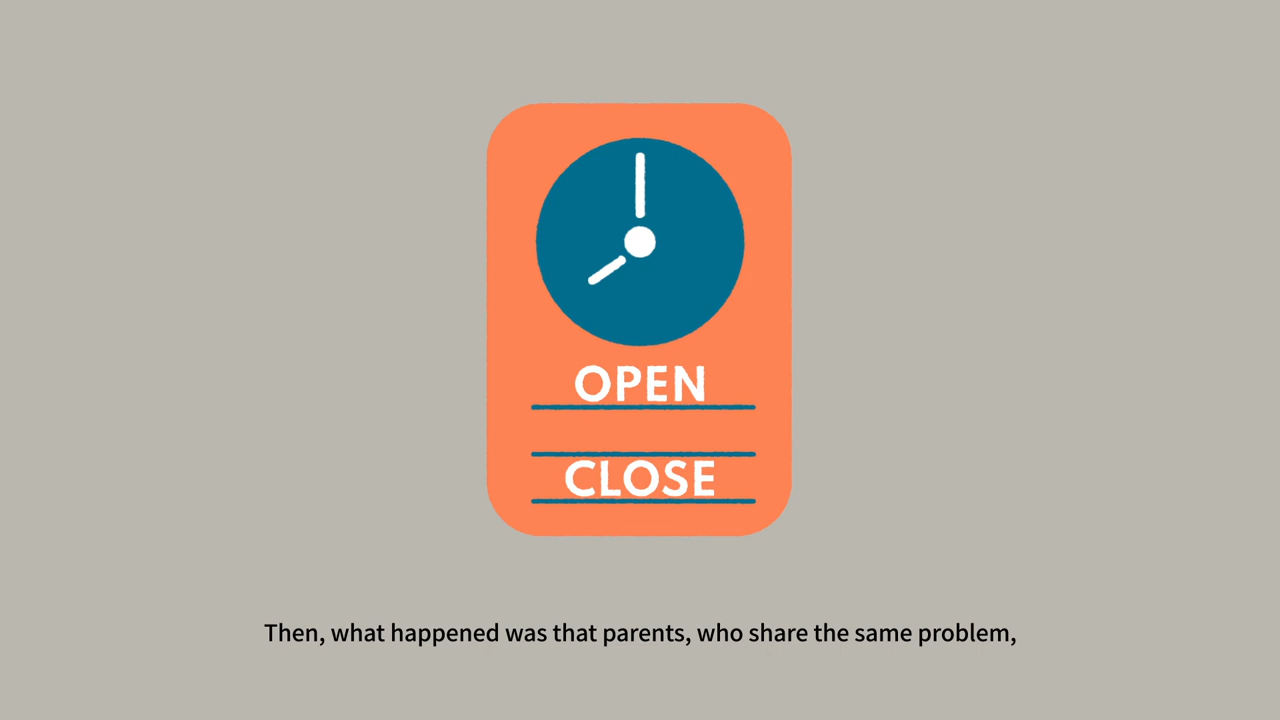 OPEN
CLOSE
Then, what happened was that parents, who share the same problem,